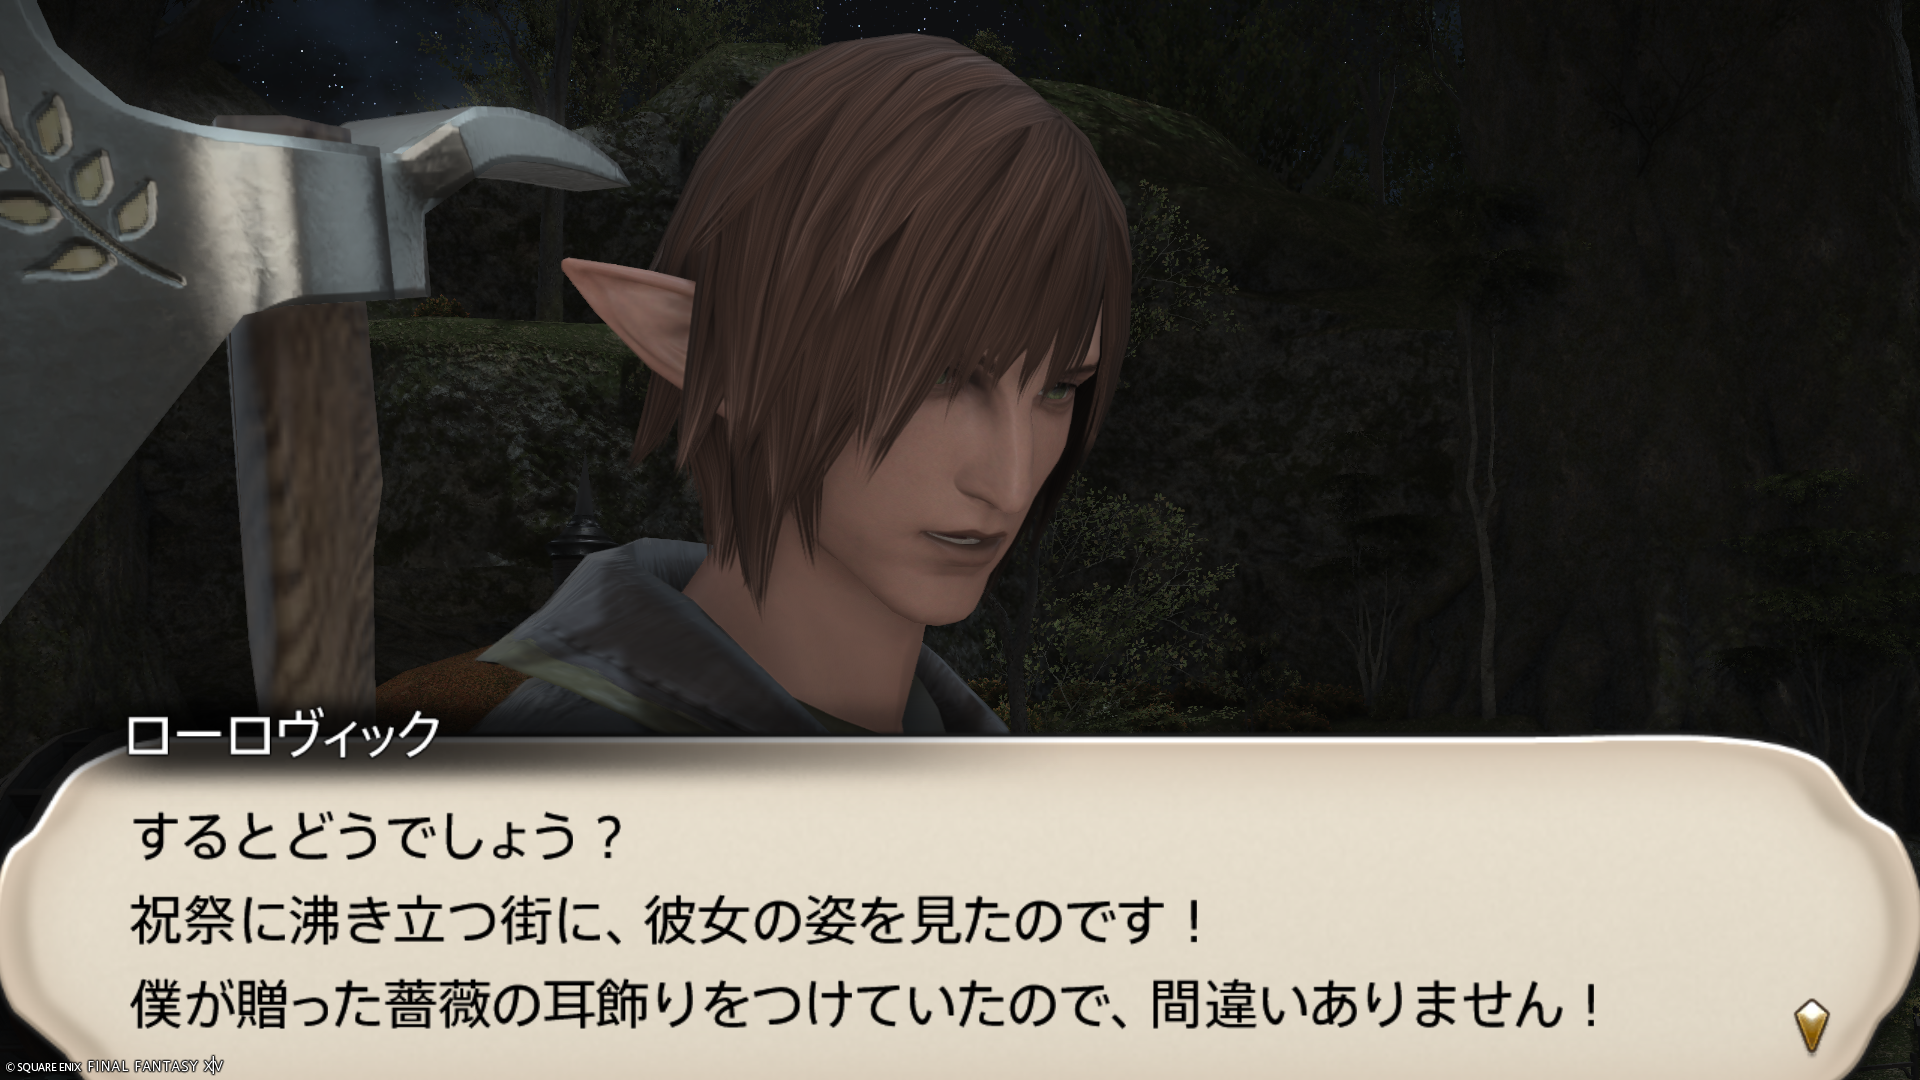 ローロヴィック
するとどうでしょう？
祝祭に沸き立つ街に、彼女の姿を見たのです！
僕が贈った薔薇の耳飾りをつけていたので、間違いありません！
© SQUARE ENIX FINAL FANTASY XIV